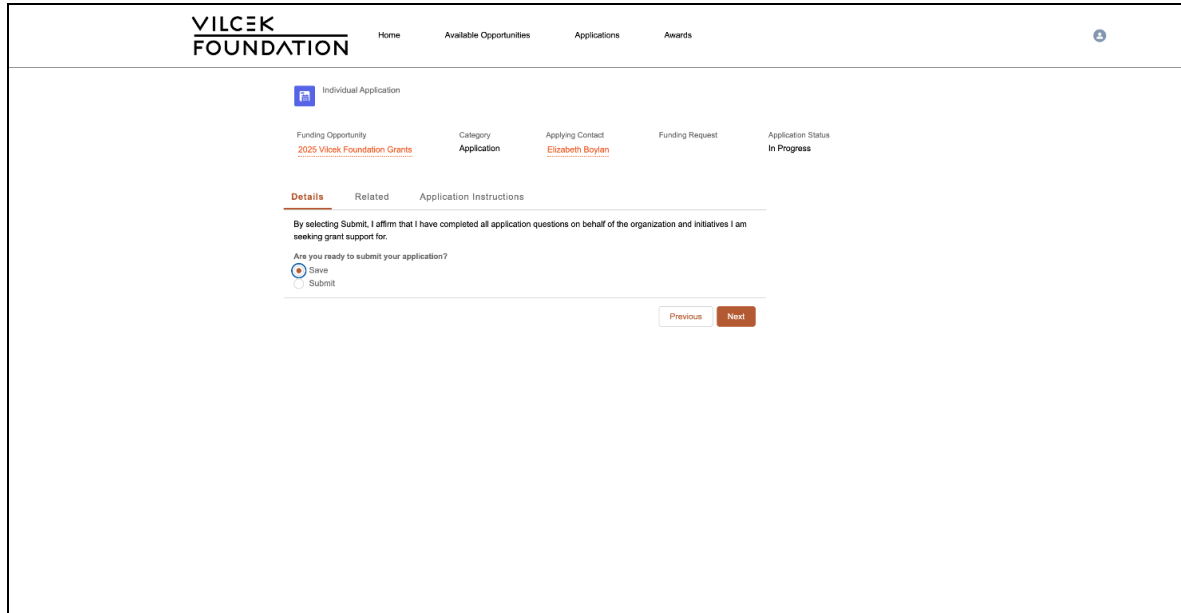 VILCEK
FOUNDATION
Home Available Opportunities Applications Awards
Individual Application
Funding Opportunity Category Applying Contact Funding Request Application Status
2025 Vilcek Foundation Grants Application Elizabeth Boylan In Progress
Details Related Application Instructions
By selecting Submit, I affirm that I have completed all application questions on behalf of the organization and initiatives I am
seeking grant support for.
Are you ready to submit your application?
Save
Submit
Previous Next